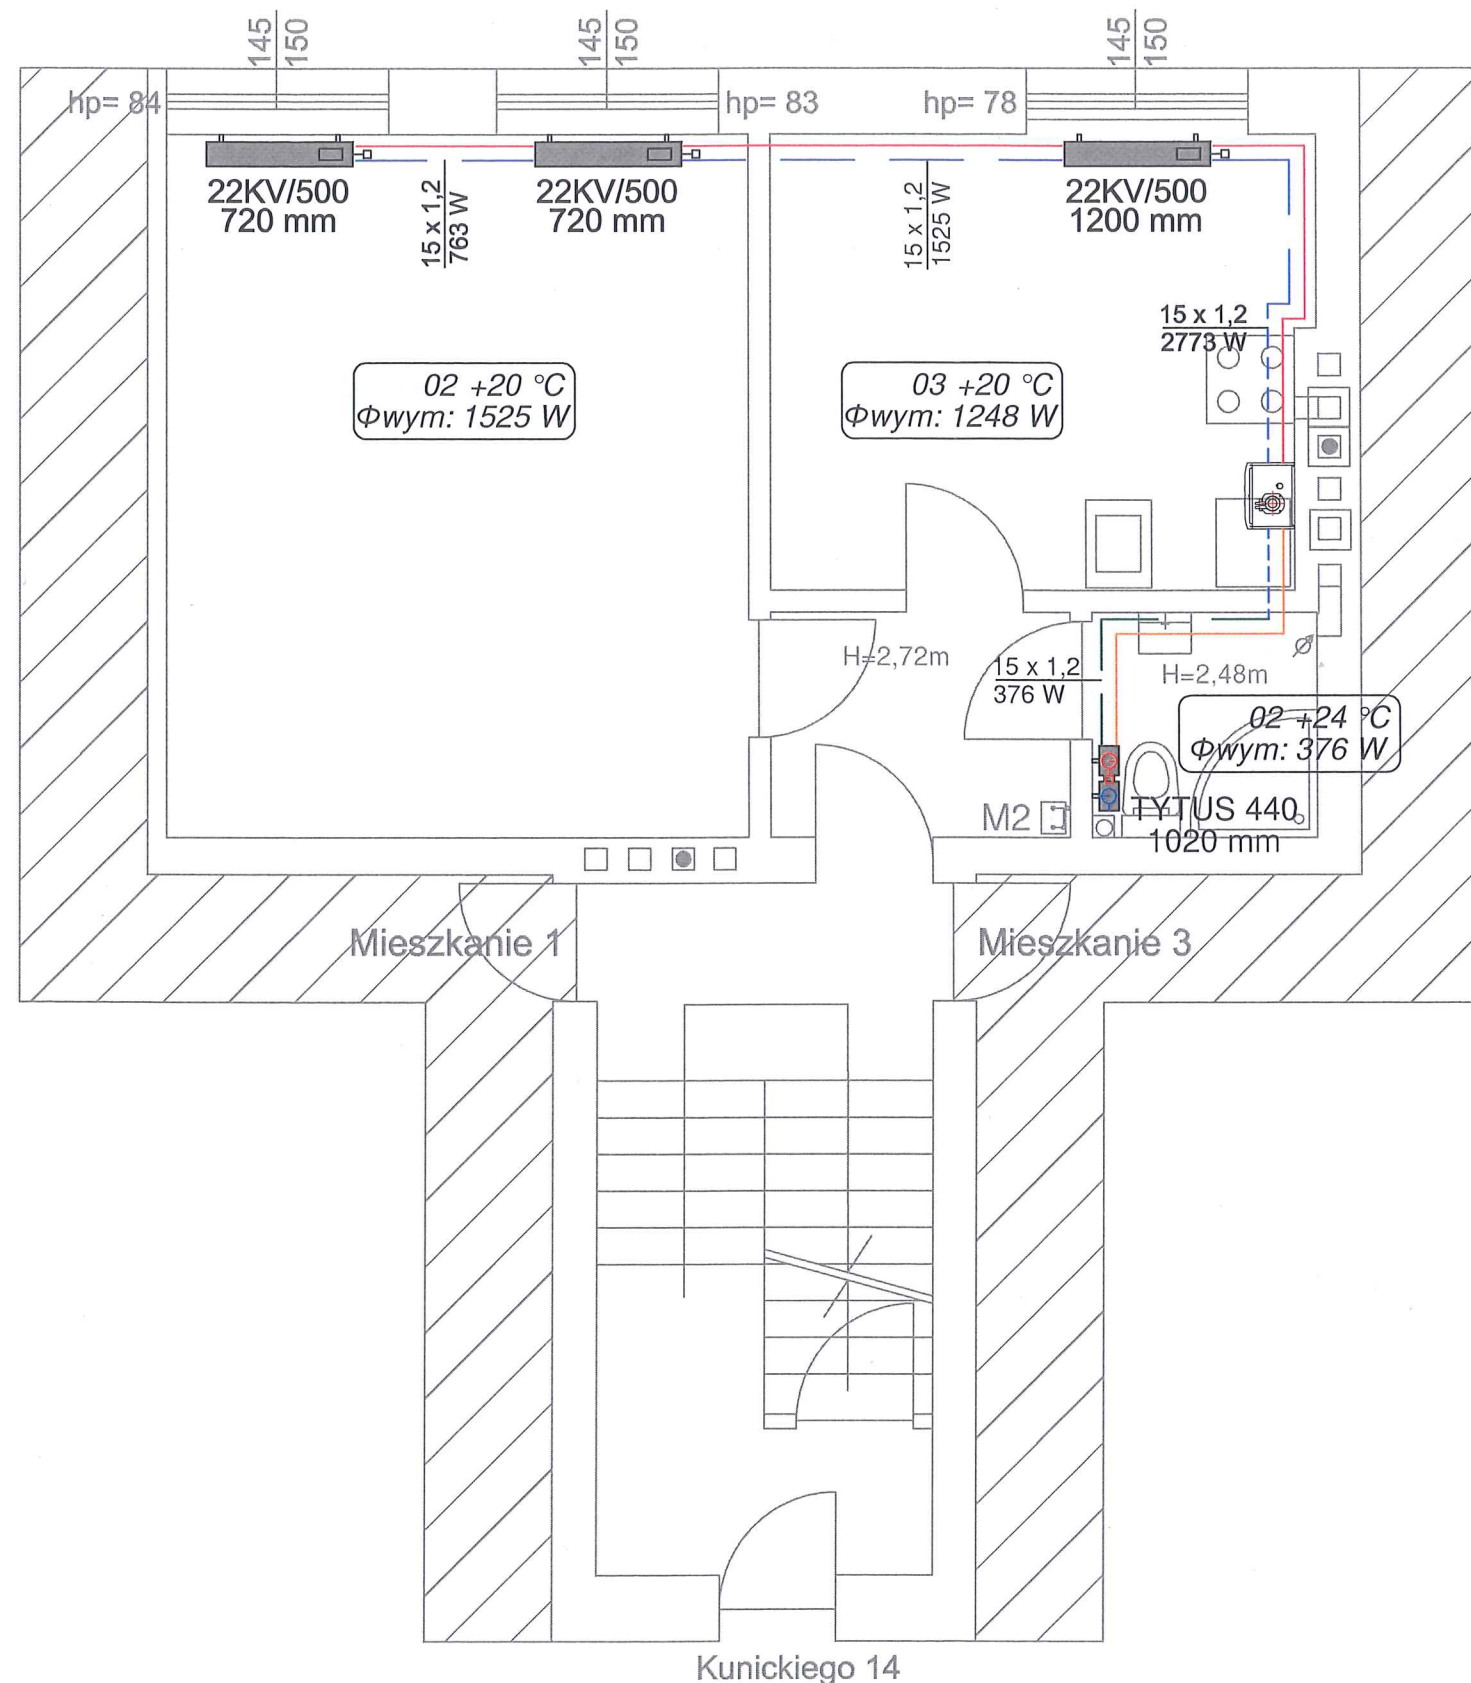 145
150
145
150
145
150
hp= 84
hp= 83
hp= 78
22KV/500
720 mm
15 x 1,2
763 W
22KV/500
720 mm
15 x 1,2
1525 W
22KV/500
1200 mm
15 x 1,2
2773 W
02 +20 °C
Φwym: 1525 W
03 +20 °C
Φwym: 1248 W
H=2,72m
15 x 1,2
376 W
H=2,48m
02 +24 °C
Φwym: 376 W
M2
TYTUS 440
1020 mm
Mieszkanie 1
Mieszkanie 3
Kunickiego 14